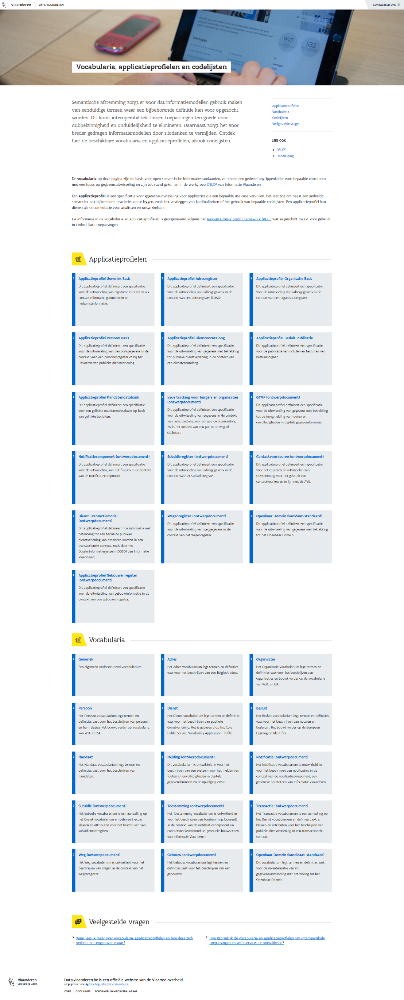 Vlaanderen
DATA VLAANDEREN
CONTACTEER ONS
Kust
997
532
Vocabularia, applicatieprofielen en codelijsten
Semantische afstemming zorgt er voor dat informatiemodellen gebruik maken
van eenduidige termen waar een bijbehorende definitie kan voor opgezocht
worden. Dit komt interoperabiliteit tussen toepassingen ten goede door
dubbelzinnigheid en onduidelijkheid te elimineren. Daarnaast zorgt het voor
breder gedragen informatiemodellen door silodenken te vermijden. Ontdek
hier de beschikbare vocabularia en applicatieprofielen, alsook codelijsten.
Applicatieprofielen
Vocabularia
Codelijsten
Veelgestelde vragen
LEES OOK
OSLO²
Handleiding
De vocabularia op deze pagina zijn de basis voor open semantische informatiestandaarden, ze bieden een gedeeld begrippenkader voor bepaalde concepten
met een focus op gegevensuitwisseling en zijn tot stand gekomen in de werkgroep OSLO² van Informatie Vlaanderen.
Een applicatieprofiel is een specificatie voor gegevensuitwisseling voor applicaties die een bepaalde use case vervullen. Het laat toe om naast een gedeelde
semantiek ook bijkomende restricties op te leggen, zoals het vastleggen van kardinaliteiten of het gebruik van bepaalde codelijsten. Een applicatieprofiel kan
dienen als documentatie voor analisten en ontwikkelaars.
De informatie in de vocabularia en applicatieprofielen is georganiseerd volgens het Resource Description Framework (RDF), wat ze geschikt maakt voor gebruik
in Linked Data toepassingen.
Applicatieprofielen
Applicatieprofiel Generiek Basis
Dit applicatieprofiel definieert een specificatie
voor de uitwisseling van algemene concepten als
contactinformatie, geometrieën en
herkomstinformatie.
Applicatieprofiel Adresregister
Dit applicatieprofiel definieert een specificatie
voor de uitwisseling van adresgegevens in de
context van een adresregister (CRAB).
Applicatieprofiel Organisatie Basis
Dit applicatieprofiel definieert een specificatie
voor de uitwisseling van adresgegevens in de
context van een organisatieregister.
Applicatieprofiel Persoon Basis
Dit applicatieprofiel definieert een specificatie
voor de uitwisseling van persoonsgegevens in de
context vaan een personenregister of bij het
uitvoeren van publieke dienstverlening.
Applicatieprofiel Dienstencataloog
Dit applicatieprofiel definieert een specificatie
voor de uitwisseling van gegevens met betrekking
tot publieke dienstverlening in de context van
een dienstencataloog.
Applicatieprofiel Besluit Publicatie
Dit applicatieprofiel definieert een specificatie
voor de publicatie van notulen en besluiten van
bestuursorgaan.
Applicatieprofiel Mandatendatabank
Dit applicatieprofiel definieert een specificatie
voor een gelinkte mandatendatabank op basis
van gelinkte besluiten.
Issue tracking voor burgers en organisaties
(ontwerpdocument)
Dit applicatieprofiel definieert een specificatie
voor de uitwisseling van gegevens in de context
van issue tracking voor burgers en organisaties,
zoals het melden van een put in de weg of
sluikstort.
GTMF (ontwerpdocument)
Dit applicatieprofiel definieert een specificatie
voor de uitwisseling van gegevens met betrekking
tot de terugmelding van fouten en
onvolledigheden in digitale gegevensbronnen.
Notificatiecomponent (ontwerpdocument)
Dit applicatieprofiel definieert een specificatie
voor de uitwisseling van notificaties in de context
van de Notificatiecomponent.
Subsidieregister (ontwerpdocument)
Dit applicatieprofiel definieert een specificatie
voor de uitwisseling van adresgegevens in de
context van het Subsidieregister.
Contactvoorkeuren (ontwerpdocument)
Dit applicatieprofiel definieert een specificatie
voor het capteren en uitwisselen van
toestemming voor het gebruik van
contactvoorkeuren in lijn met de AVG.
Dienst Transactiemodel
(ontwerpdocument)
Dit applicatieprofiel definieert hoe informatie met
betrekking tot een bepaalde publieke
dienstverlening kan ontsloten worden in een
transactionele context, zoals door het
Dossierinformatiesysteem (DOSIS) van Informatie
Vlaanderen.
Wegenregister (ontwerpdocument)
Dit applicatieprofiel definieert een specificatie
voor de uitwisseling van weggegevens in de
context van het Wegenregister.
Openbaar Domein (kanidaat-standaard)
Dit applicatieprofiel definieert een specificatie
voor de uitwisseling van gegevens met betrekking
tot het Openbaar Domein.
Applicatieprofiel Gebouwenregister
(ontwerpdocument)
Dit applicatieprofiel definieert een specificatie
voor de uitwisseling van gebouwinformatie in de
context van een gebouwenregister.
Vocabularia
Generiek
Een algemeen ondersteunend vocabularium.
Adres
Het Adres vocabularium legt termen en definities
vast voor het beschrijven van een Belgisch adres.
Organisatie
Het Organisatie vocabularium legt termen en
definities vast voor het beschrijven van
organisaties en bouwt verder op de vocabularia
van W3C en ISA.
Persoon
Het Persoon vocabularium legt termen en
definities vast voor het beschrijven van personen
en hun relaties. Het bouwt verder op vocabularia
van W3C en ISA.
Dienst
Het Dienst vocabularium legt termen en definities
vast voor het beschrijven van publieke
dienstverlening. Het is gebaseerd op het Core
Public Service Vocabulary Application Profile.
Besluit
Het Besluit vocabularium legt termen en definities
vast voor het beschrijven van notulen en
besluiten. Het bouwt verder op de European
Legislagion Identifier.
Mandaat
Het Mandaat vocabularium legt termen en
definities vast voor het beschrijven van
mandaten.
Melding (ontwerpdocument)
Dit vocabularium is ontwikkeld in voor het
beschrijven van een systeem voor het melden van
fouten en onvolledigheden in digitale
gegevensbronnen en de opvolging ervan.
Notificatie (ontwerpdocument)
Het Notificatie vocabularium is ontwikkeld in
voor het beschrijven van notificaties in de
context van de notificatiecomponent, een
generieke bouwsteen van Informatie Vlaanderen.
Subsidie (ontwerpdocument)
Het Subsidie vocabularium is een aanvulling op
het Dienst vocabularium en definieert extra
klassen en attributen voor het beschrijven van
subsidiemaatregelen.
Toestemming (ontwerpdocument)
Het Toestemming vocabularium is ontwikkeld in
voor het beschrijven van toestemming (consent)
in de context van de notificatiecomponent en
contactvoorkeurenmodule, generieke bouwstenen
van Informatie Vlaanderen.
Transactie (ontwerpdocument)
Het Transactie vocabularium is een aanvulling op
het Dienst vocabularium en definieert extra
klassen en attributen voor het beschrijven van
publieke dienstverlening in een transactionele
context.
Weg (ontwerpdocument)
Het Weg vocabularium is ontwikkeld voor het
beschrijven van wegen in de context van het
wegenregister.
Gebouw (ontwerpdocument)
Het Gebouw vocabularium legt termen en
definities vast voor het beschrijven van een
gebouwen.
Openbaar Domein (kandidaat-standaard)
Dit vocabularium legt termen en definities vast
voor de inventarisatie van en
gegevensuitwisseling met betrekking tot het
Openbaar Domein.
Veelgestelde vragen
Waar lees ik meer over vocabularia, applicatieprofielen en hoe deze zich
verhouden tengenover elkaar?
Hoe gebruik ik de vocabularia en applicatieprofielen om interoperabele
toepassingen en web services te ontwikkelen?
Vlaanderen
verbeelding werkt
Data.vlaanderen.be is een officiële website van de Vlaamse overheid
uitgegeven door Agentschap Informatie Vlaanderen
OVER
DISCLAIMER
TOEGANKELIJKHEIDSVERKLARING